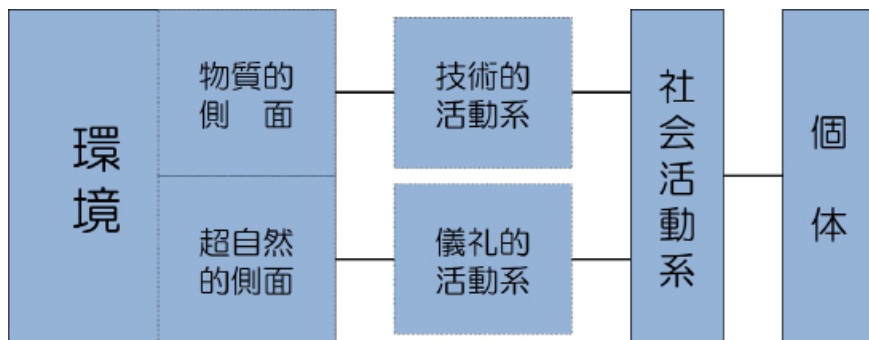 環境
物質的
側　面
超自然
的側面
技術的
活動系
儀礼的
活動系
社会活動系
個　体